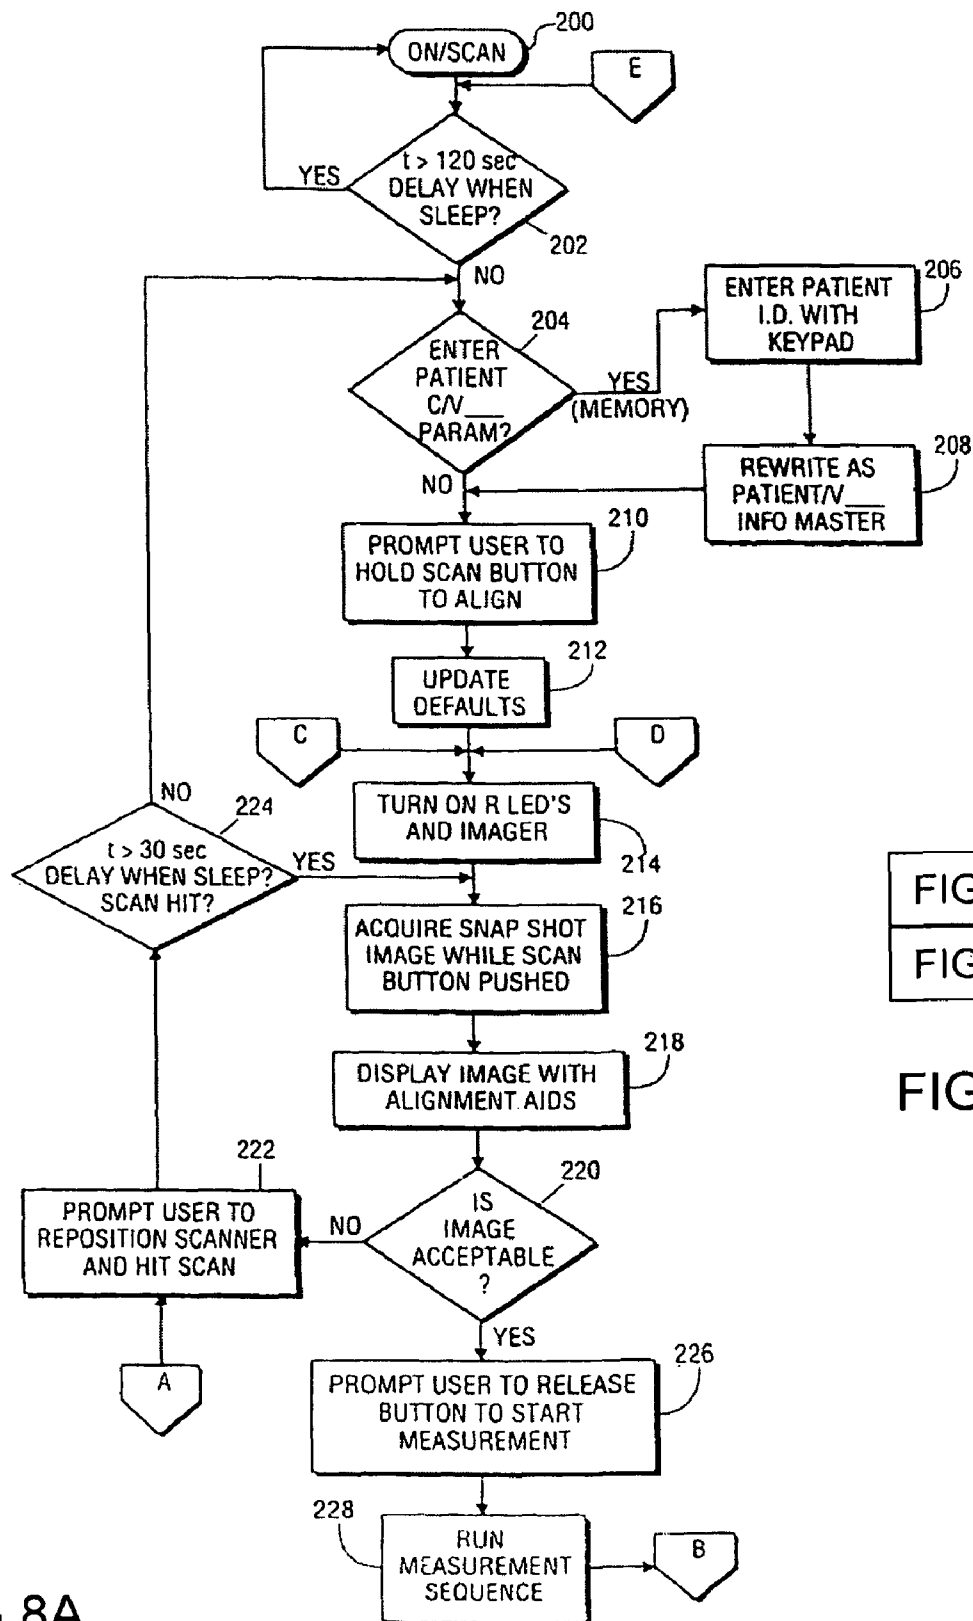 200
ON/SCAN
E
t > 120 sec
DELAY WHEN
SLEEP?
YES
202
NO
204
ENTER
PATIENT
C/V___
PARAM?
YES
(MEMORY)
206
ENTER PATIENT
I.D. WITH
KEYPAD
208
REWRITE AS
PATIENT/V___
INFO MASTER
NO
210
PROMPT USER TO
HOLD SCAN BUTTON
TO ALIGN
212
UPDATE
DEFAULTS
C
D
TURN ON R LED'S
AND IMAGER
214
NO
224
t > 30 sec
DELAY WHEN SLEEP?
SCAN HIT?
YES
216
ACQUIRE SNAP SHOT
IMAGE WHILE SCAN
BUTTON PUSHED
218
DISPLAY IMAGE WITH
ALIGNMENT AIDS
220
IS
IMAGE
ACCEPTABLE
?
NO
222
PROMPT USER TO
REPOSITION SCANNER
AND HIT SCAN
A
YES
226
PROMPT USER TO RELEASE
BUTTON TO START
MEASUREMENT
228
RUN
MEASUREMENT
SEQUENCE
B
FIG
FIG
FIG
8A